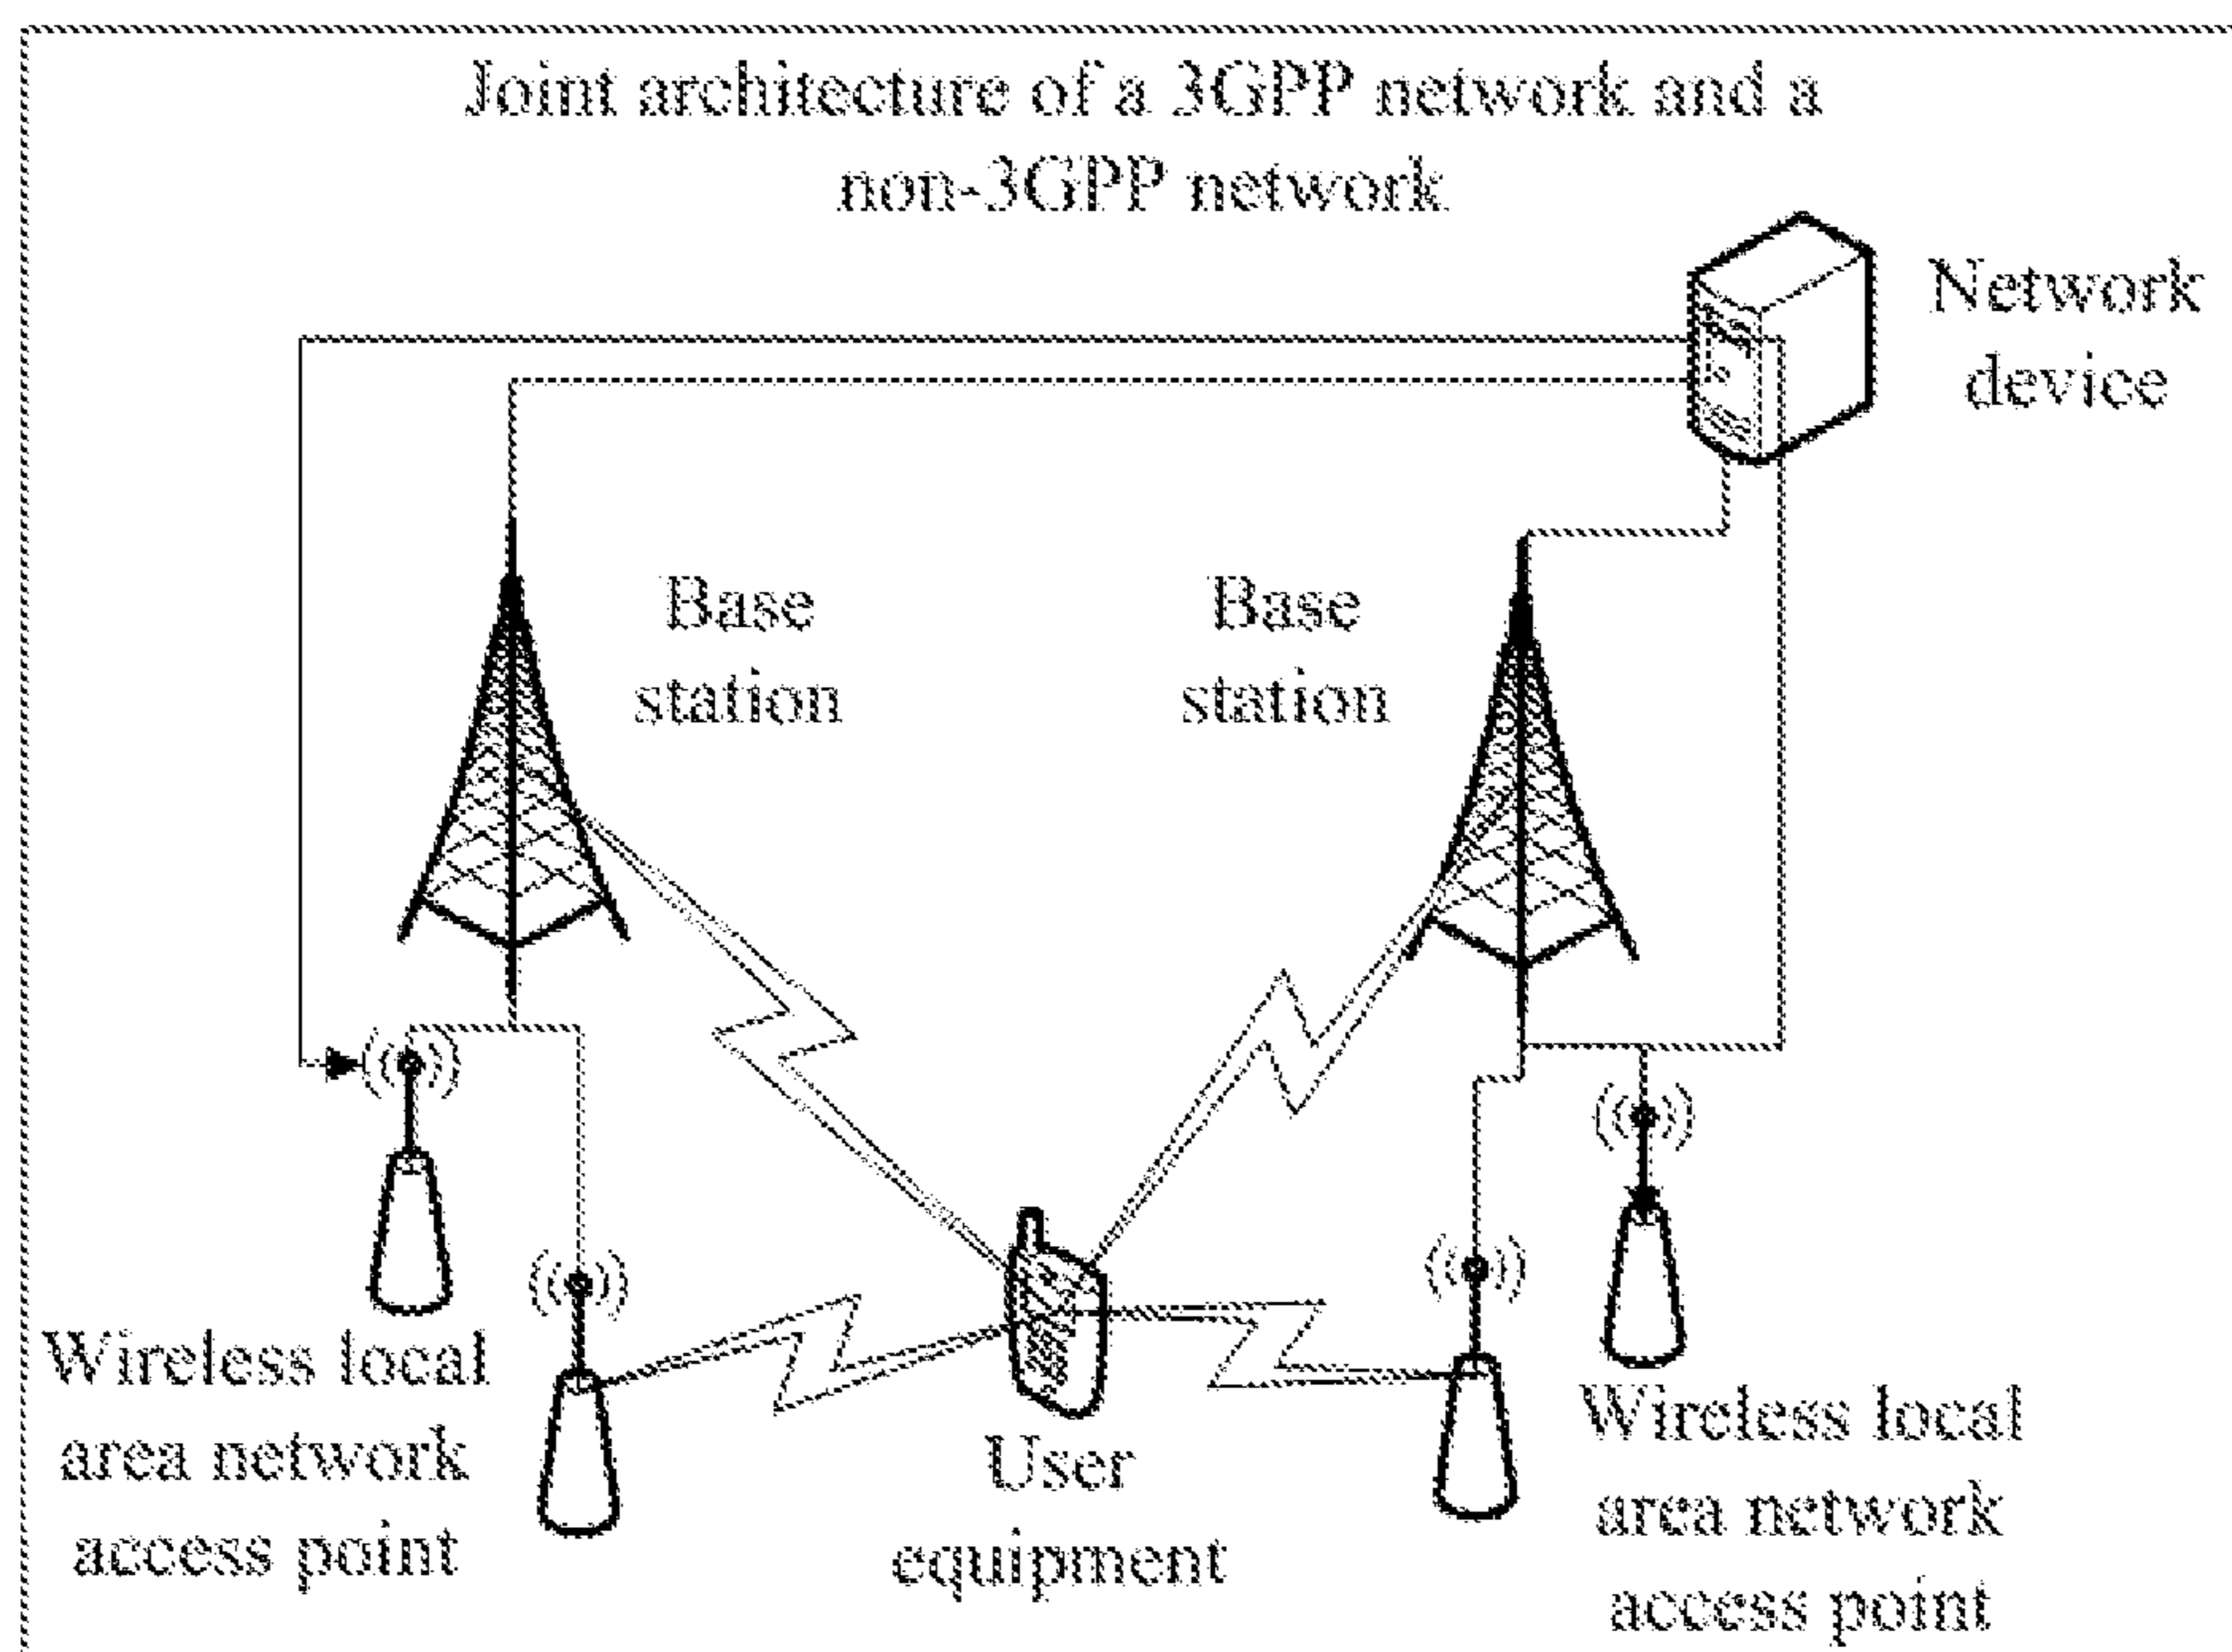 Joint architecture of a 3GPP network and a
non-3GPP network
Network
device
Base
station
Base
station
Wireless local
area network
access point
User
equipment
Wireless local
area network
access point